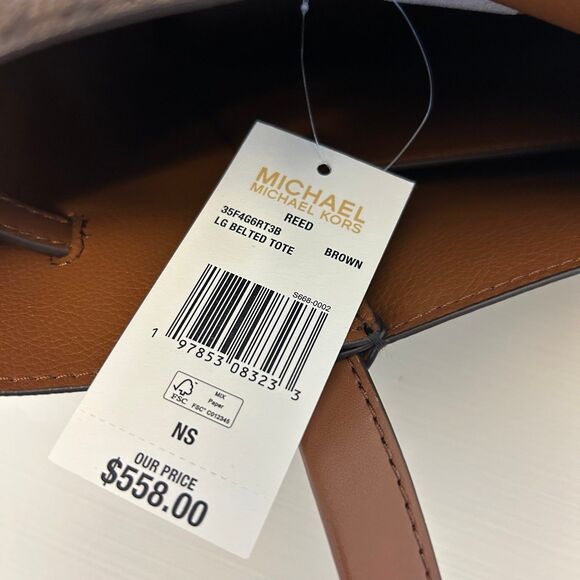 MICHAEL
MICHAEL KORS
REED
35F4G6RT3B
LG BELTED TOTE BROWN
S668-0002
1 97853 08323 3
FSC
MIX
Paper
FSC® C012345
NS
OUR PRICE
$558.00